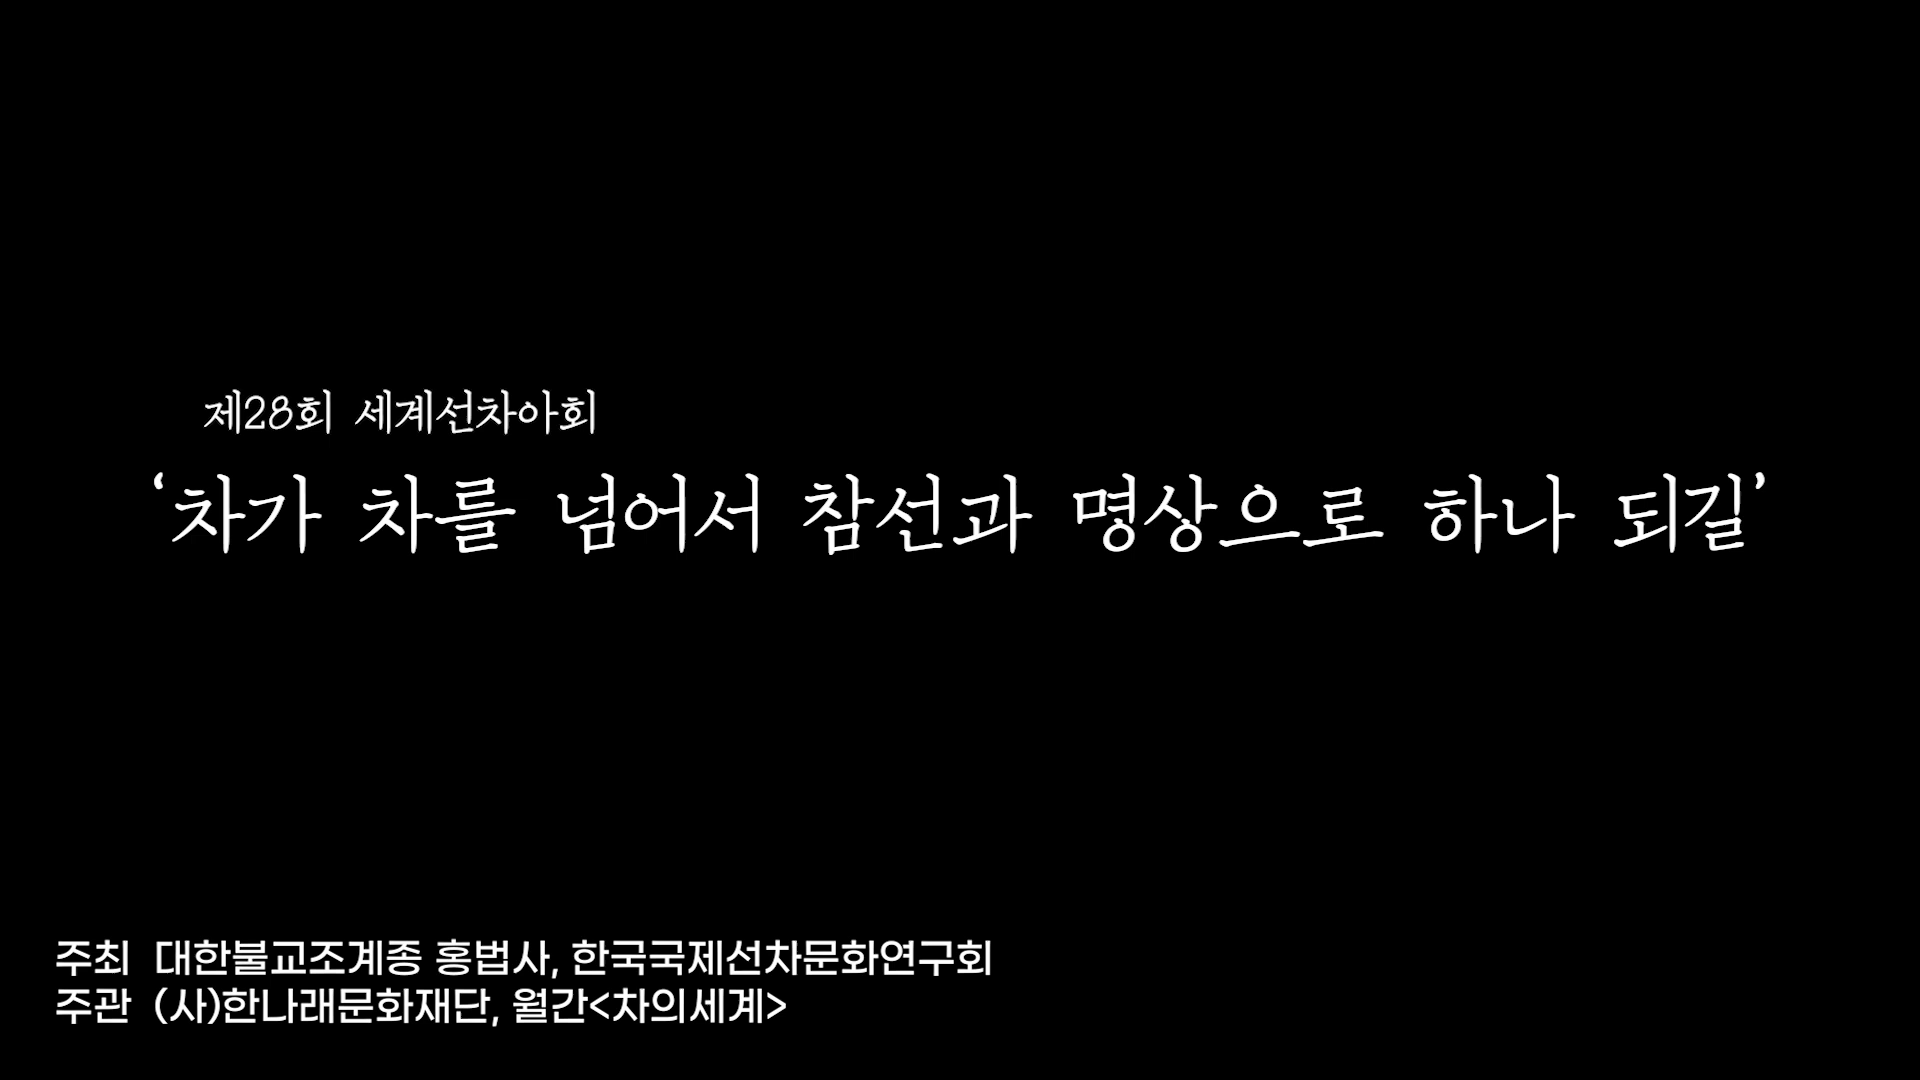 제28회 세계선차아회
‘차가 차를 넘어서 참선과 명상으로 하나 되길’
주최 대한불교조계종 홍법사, 한국국제선차문화연구회
주관 (사)한나래문화재단, 월간<차의세계>